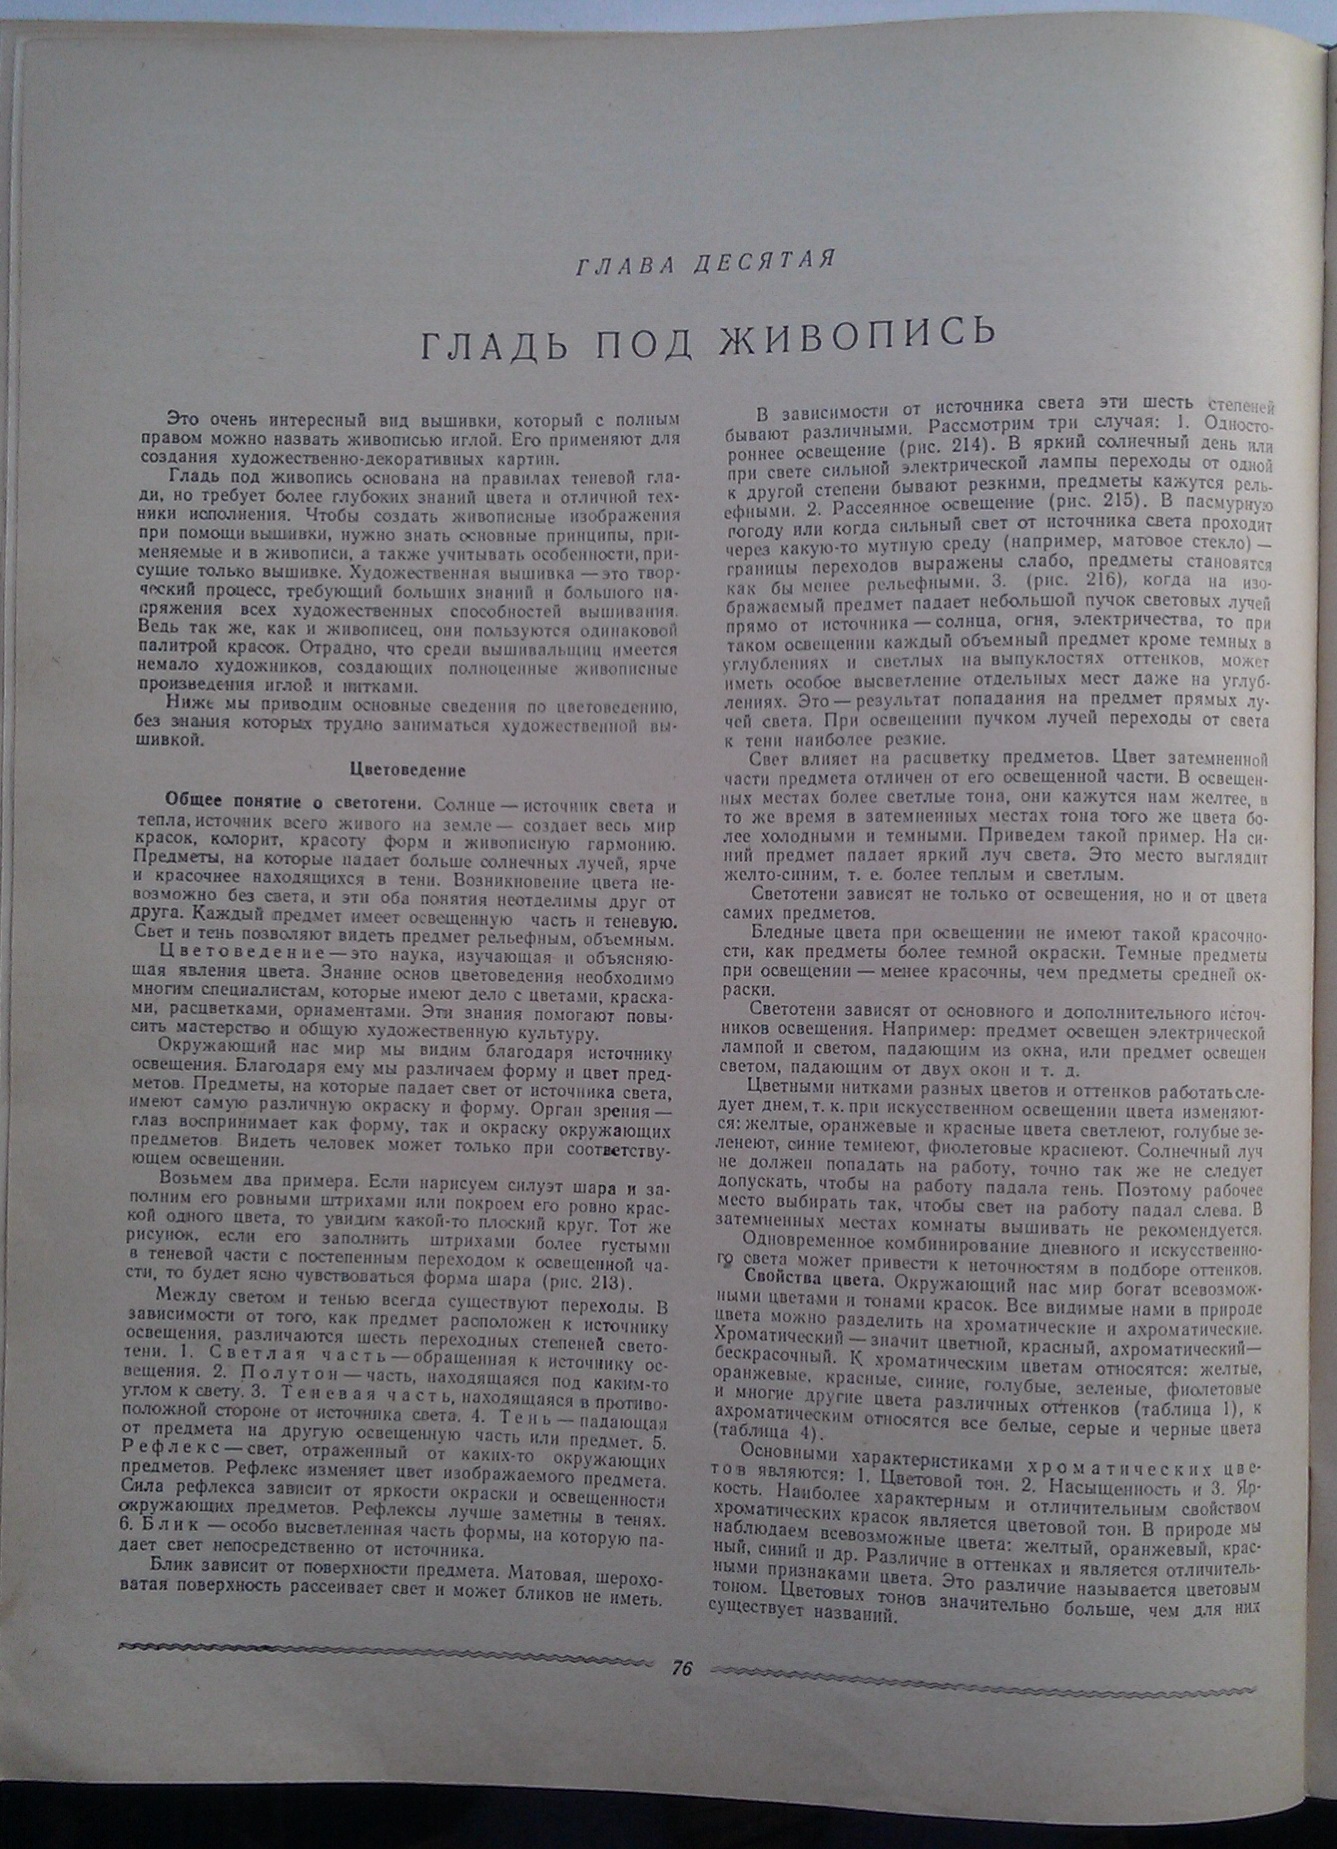 ГЛАВА ДЕСЯТАЯ
ГЛАДЬ ПОД ЖИВОПИСЬ
Это очень интересный вид вышивки, который с полным
правом можно назвать живописью иглой. Его применяют для
создания художественно-декоративных картин.
Гладь под живопись основана на правилах теневой гла-
ди, но требует более глубоких знаний цвета и отличной тех-
ники исполнения. Чтобы создать живописные изображения
при помощи вышивки, нужно знать основные принципы, при-
меняемые и в живописи, а также учитывать особенности, при-
сущие только вышивке. Художественная вышивка — это твор-
ческий процесс, требующий больших знаний и большого на-
пряжения всех художественных способностей вышивания.
Ведь так же, как и живописец, они пользуются одинаковой
палитрой красок. Отрадно, что среди вышивальщиц имеется
немало художников, создающих полноценные живописные
произведения иглой и нитками.
Ниже мы приводим основные сведения по цветоведению,
без знания которых трудно заниматься художественной вы-
шивкой.
Цветоведение
Общее понятие о светотени. Солнце — источник света и
тепла, источник всего живого на земле — создает весь мир
красок, колорит, красоту форм и живописную гармонию.
Предметы, на которые падает больше солнечных лучей, ярче
и красочнее находящихся в тени. Возникновение цвета не-
возможно без света, и эти оба понятия неотделимы друг от
друга. Каждый предмет имеет освещенную часть и теневую.
Свет и тень позволяют видеть предмет рельефным, объемным.
Цветоведение — это наука, изучающая и объясняю-
щая явления цвета. Знание основ цветоведения необходимо
многим специалистам, которые имеют дело с цветами, краска-
ми, расцветками, орнаментами. Эти знания помогают повы-
сить мастерство и общую художественную культуру.
Окружающий нас мир мы видим благодаря источнику
освещения. Благодаря ему мы различаем форму и цвет пред-
метов. Предметы, на которые падает свет от источника света,
имеют самую различную окраску и форму. Орган зрения —
глаз воспринимает как форму, так и окраску окружающих
предметов. Видеть человек может только при соответству-
ющем освещении.
Возьмем два примера. Если нарисуем силуэт шара и за-
полним его ровными штрихами или покроем его ровно крас-
кой одного цвета, то увидим какой-то плоский круг. Тот же
рисунок, если его заполнить штрихами более густыми
в теневой части с постепенным переходом к освещенной ча-
сти, то будет ясно чувствоваться форма шара (рис. 213).
Между светом и тенью всегда существуют переходы. В
зависимости от того, как предмет расположен к источнику
освещения, различаются шесть переходных степеней свето-
тени. 1. Светлая часть — обращенная к источнику ос-
вещения. 2. Полутон — часть, находящаяся под каким-то
углом к свету. 3. Теневая часть, находящаяся в противо-
положной стороне от источника света. 4. Тень — падающая
от предмета на другую освещенную часть или предмет. 5.
Рефлекс — свет, отраженный от каких-то окружающих
предметов. Рефлекс изменяет цвет изображаемого предмета.
Сила рефлекса зависит от яркости окраски и освещенности
окружающих предметов. Рефлексы лучше заметны в тенях.
6. Блик — особо высветленная часть формы, на которую па-
дает свет непосредственно от источника.
Блик зависит от поверхности предмета. Матовая, шерохо-
ватая поверхность рассеивает свет и может бликов не иметь.
В зависимости от источника света эти шесть степеней
бывают различными. Рассмотрим три случая: 1. Односто-
роннее освещение (рис. 214). В яркий солнечный день или
при свете сильной электрической лампы переходы от одной
к другой степени бывают резкими, предметы кажутся рель-
ефными. 2. Рассеянное освещение (рис. 215). В пасмурную
погоду или когда сильный свет от источника света проходит
через какую-то мутную среду (например, матовое стекло) —
границы переходов выражены слабо, предметы становятся
как бы менее рельефными. 3. (рис. 216), когда на изо-
бражаемый предмет падает небольшой пучок световых лучей
прямо от источника — солнца, огня, электричества, то при
таком освещении каждый объемный предмет кроме темных в
углублениях и светлых на выпуклостях оттенков, может
иметь особое высветление отдельных мест даже на углуб-
лениях. Это — результат попадания на предмет прямых лу-
чей света. При освещении пучком лучей переходы от света
к тени наиболее резкие.
Свет влияет на расцветку предметов. Цвет затемненной
части предмета отличен от его освещенной части. В освещен-
ных местах более светлые тона, они кажутся нам желтее, в
то же время в затемненных местах тона того же цвета бо-
лее холодными и темными. Приведем такой пример. На си-
ний предмет падает яркий луч света. Это место выглядит
желто-синим, т. е. более теплым и светлым.
Светотени зависят не только от освещения, но и от цвета
самих предметов.
Бледные цвета при освещении не имеют такой красочно-
сти, как предметы более темной окраски. Темные предметы
при освещении — менее красочны, чем предметы средней ок-
раски.
Светотени зависят от основного и дополнительного источ-
ников освещения. Например: предмет освещен электрической
лампой и светом, падающим из окна, или предмет освещен
светом, падающим от двух окон и т. д.
Цветными нитками разных цветов и оттенков работать сле-
дует днем, т. к. при искусственном освещении цвета изменяют-
ся: желтые, оранжевые и красные цвета светлеют, голубые зе-
ленеют, синие темнеют, фиолетовые краснеют. Солнечный луч
не должен попадать на работу, точно так же не следует
допускать, чтобы на работу падала тень. Поэтому рабочее
место выбирать так, чтобы свет на работу падал слева. В
затемненных местах комнаты вышивать не рекомендуется.
Одновременное комбинирование дневного и искусственно-
го света может привести к неточностям в подборе оттенков.
Свойства цвета. Окружающий нас мир богат всевозмож-
ными цветами и тонами красок. Все видимые нами в природе
цвета можно разделить на хроматические и ахроматические.
Хроматический — значит цветной, красный, ахроматический —
бескрасочный. К хроматическим цветам относятся: желтые,
оранжевые, красные, синие, голубые, зеленые, фиолетовые
и многие другие цвета различных оттенков (таблица 1), к
ахроматическим относятся все белые, серые и черные цвета
(таблица 4).
Основными характеристиками хроматических цве-
тов являются: 1. Цветовой тон. 2. Насыщенность и 3. Яр-
кость. Наиболее характерным и отличительным свойством
хроматических красок является цветовой тон. В природе мы
наблюдаем всевозможные цвета: желтый, оранжевый, крас-
ный, синий и др. Различие в оттенках и является отличитель-
ными признаками цвета. Это различие называется цветовым
тоном. Цветовых тонов значительно больше, чем для них
существует названий.
76